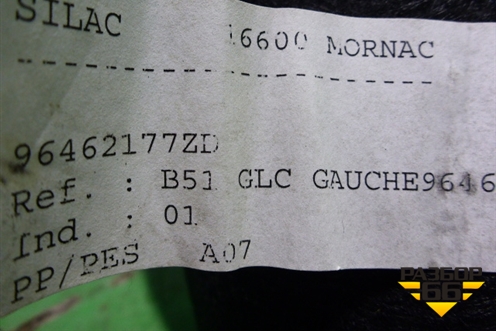 SILAC 16600 MORNAC
--------------------------------
96462177ZD
Ref. : B51 GLC GAUCHE9646
Ind. : 01
PP/PES A07
РАЗБОР
66